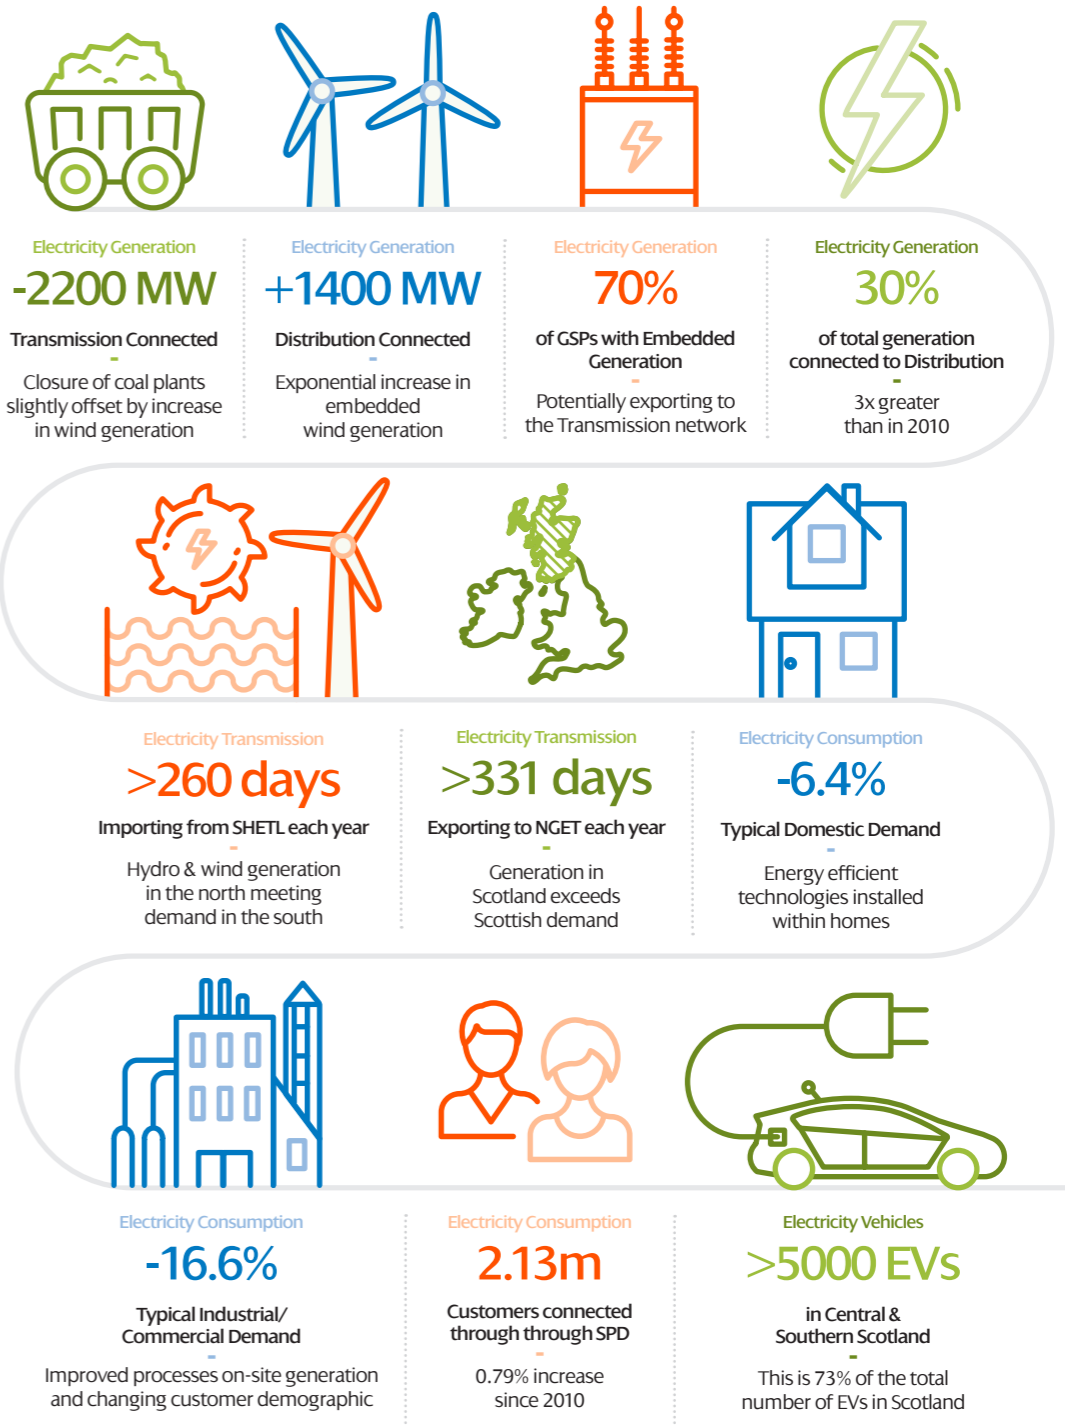 Electricity Generation
-2200 MW
Transmission Connected
-
Closure of coal plants
slightly offset by increase
in wind generation
Electricity Generation
+1400 MW
Distribution Connected
-
Exponential increase in
embedded
wind generation
Electricity Generation
70%
of GSPs with Embedded
Generation
-
Potentially exporting to
the Transmission network
Electricity Generation
30%
of total generation
connected to Distribution
-
3x greater
than in 2010
Electricity Transmission
>260 days
Importing from SHETL each year
-
Hydro & wind generation
in the north meeting
demand in the south
Electricity Transmission
>331 days
Exporting to NGET each year
-
Generation in
Scotland exceeds
Scottish demand
Electricity Consumption
-6.4%
Typical Domestic Demand
-
Energy efficient
technologies installed
within homes
Electricity Consumption
-16.6%
Typical Industrial/
Commercial Demand
-
Improved processes on-site generation
and changing customer demographic
Electricity Consumption
2.13m
Customers connected
through through SPD
-
0.79% increase
since 2010
Electricity Vehicles
>5000 EVs
in Central &
Southern Scotland
-
This is 73% of the total
number of EVs in Scotland